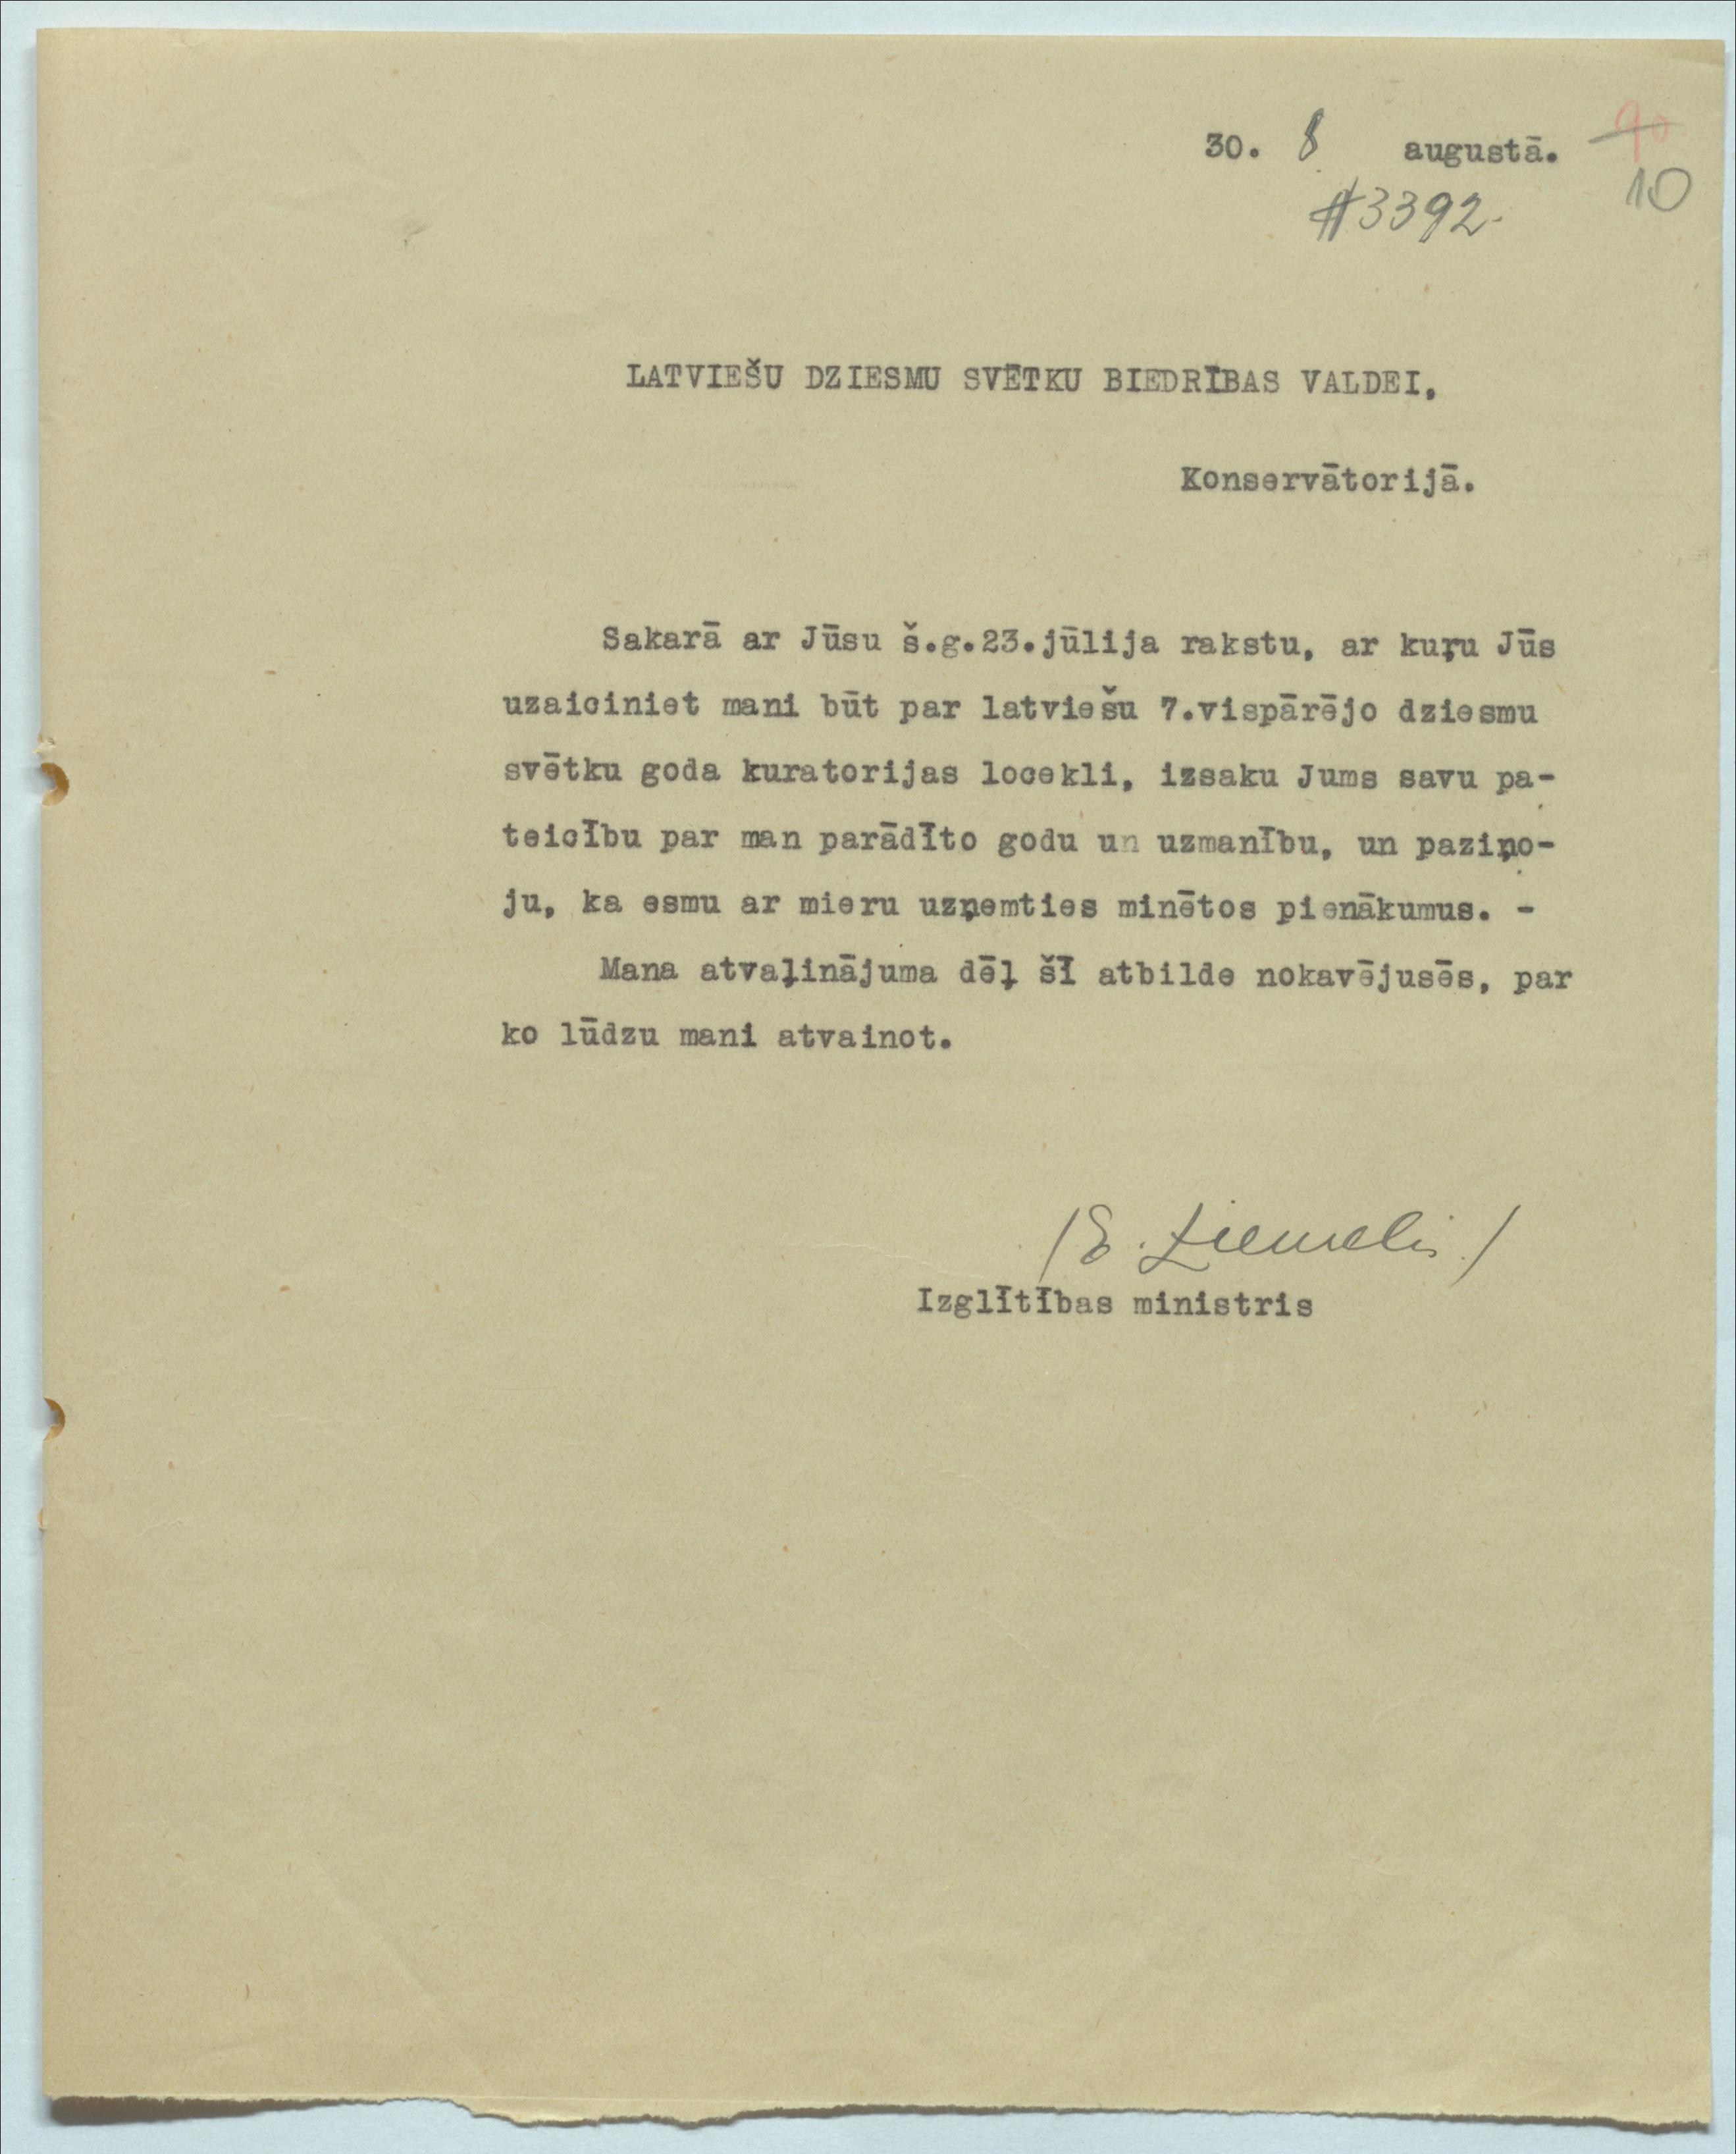 30. 8 augustā.
90
10
#3392.
LATVIEŠU DZIESMU SVĒTKU BIEDRĪBAS VALDEI,
Konservātorijā.
Sakarā ar Jūsu š.g.23.jūlija rakstu, ar kuŗu Jūs
uzaiciniet mani būt par latviešu 7.vispārējo dziesmu
svētku goda kuratorijas locekli, izsaku Jums savu pa-
teicību par man parādīto godu un uzmanību, un paziņo-
ju, ka esmu ar mieru uzņemties minētos pienākumus. -
Mana atvaļinājuma dēļ šī atbilde nokavējusēs, par
ko lūdzu mani atvainot.
/E. Ziemelis./
Izglītības ministris